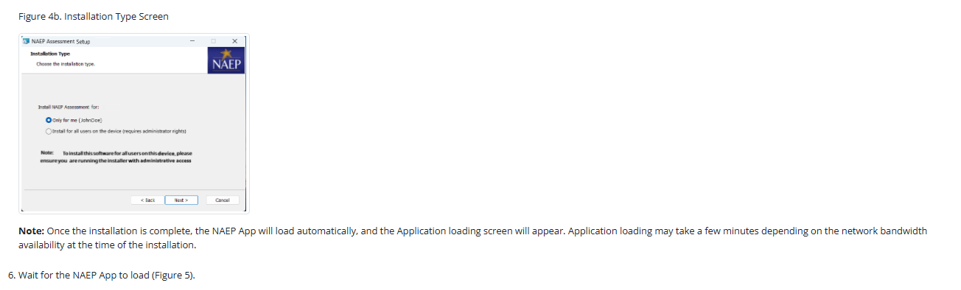 Figure 4b. Installation Type Screen
NAEP Assessment Setup
Installation Type
Choose the installation type.
NAEP
Install NAEP Assessment for:
Only for me (JohnDoe)
Install for all users on the device (requires administrator rights)
Note: To install this software for all users on this device, please
ensure you are running the installer with administrative access
< Back Next > Cancel
Note: Once the installation is complete, the NAEP App will load automatically, and the Application loading screen will appear. Application loading may take a few minutes depending on the network bandwidth
availability at the time of the installation.
6. Wait for the NAEP App to load (Figure 5).